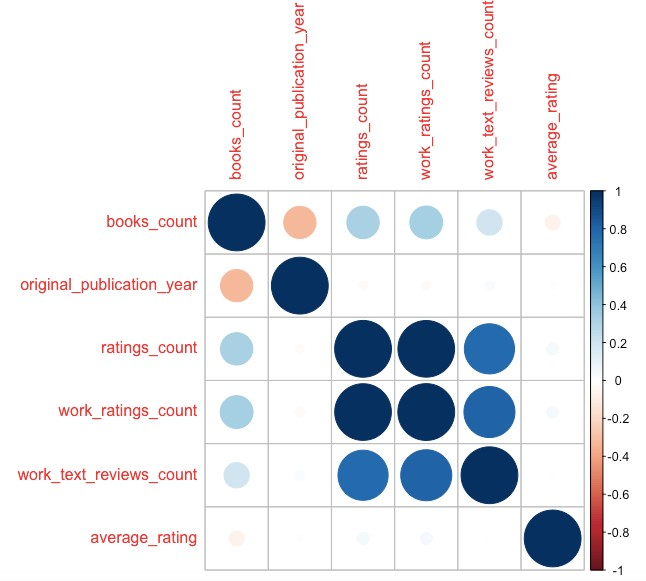 books_count
original_publication_year
ratings_count
work_ratings_count
work_text_reviews_count
average_rating
books_count
original_publication_year
ratings_count
work_ratings_count
work_text_reviews_count
average_rating
1
0.8
0.6
0.4
0.2
0
-0.2
-0.4
-0.6
-0.8
-1